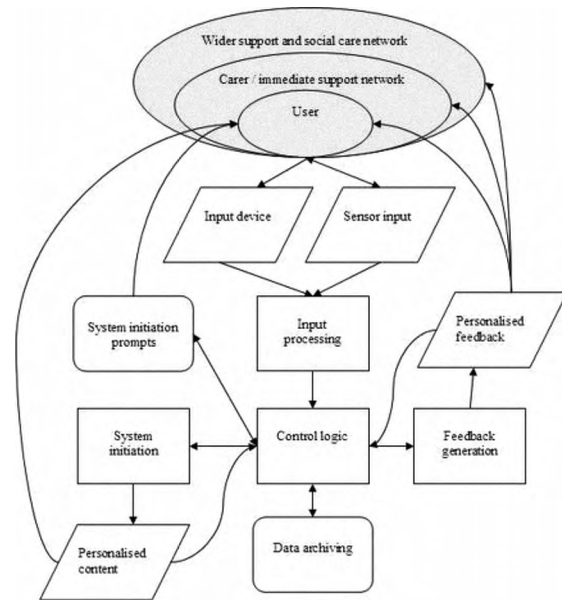 Wider support and social care network
Carer / immediate support network
User
Input device
Sensor input
System initiation
prompts
Input
processing
Personalised
feedback
System
initiation
Control logic
Feedback
generation
Personalised
content
Data archiving